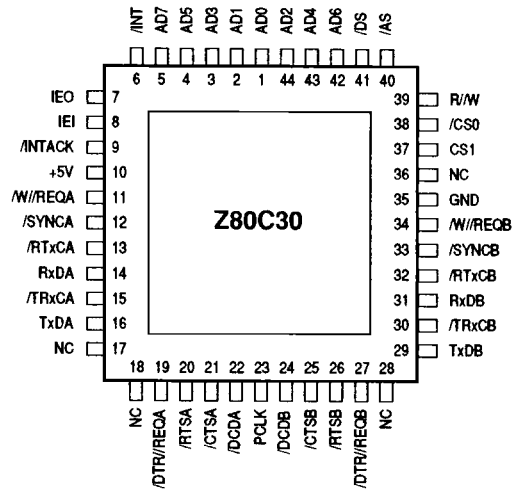 /INT AD7 AD5 AD3 AD1 AD0 AD2 AD4 AD6 /DS /AS
6 5 4 3 2 1 44 43 42 41 40
IEO 7
IEI 8
/INTACK 9
+5V 10
/W//REQA 11
/SYNCA 12
/RTxCA 13
RxDA 14
/TRxCA 15
TxDA 16
NC 17
Z80C30
39 R//W
38 /CS0
37 CS1
36 NC
35 GND
34 /W//REQB
33 /SYNCB
32 /RTxCB
31 RxDB
30 /TRxCB
29 TxDB
18 19 20 21 22 23 24 25 26 27 28
NC /DTR//REQA /RTSA /CTSA /DCDA PCLK /DCDB /CTSB /RTSB /DTR//REQB NC